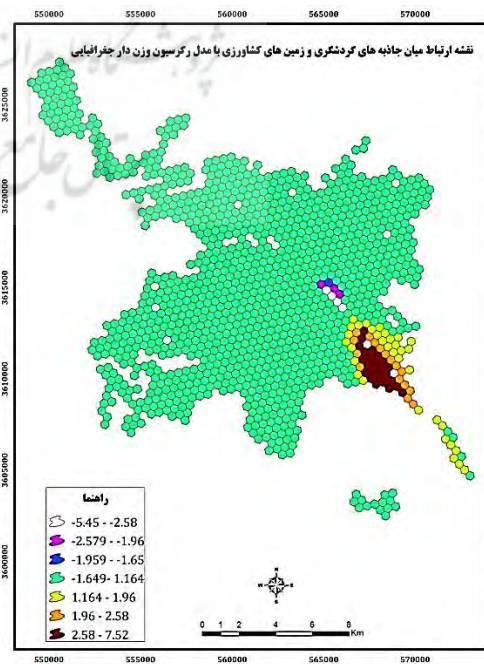 550000 555000 560000 565000 570000
نقشه ارتباط میان جاذبه های گردشگری و زمین های کشاورزی با مدل رگرسیون وزن دار جغرافیایی
3625000
3620000
3615000
3610000
3605000
3600000
راهنما
-5.45 - -2.58
-2.579 - -1.96
-1.959 - -1.65
-1.649- 1.164
1.164 - 1.96
1.96 - 2.58
2.58 - 7.52
N
W E
S
0 1 2 4 6 8
Km
550000 555000 560000 565000 570000